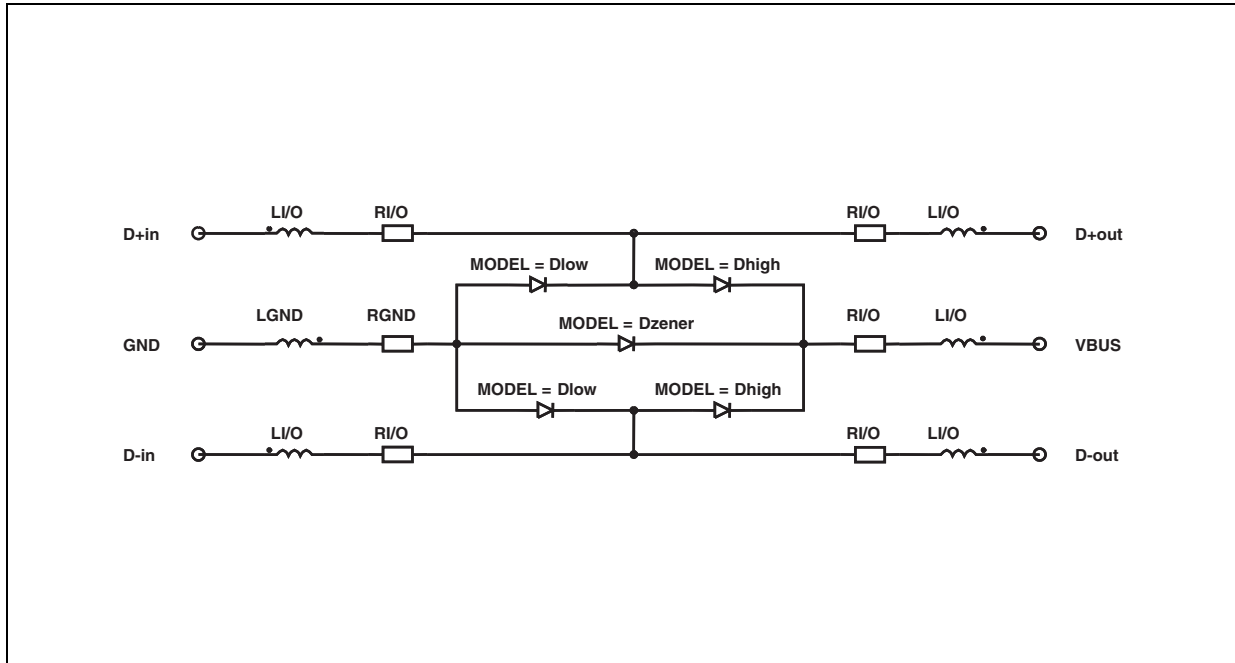 LI/O RI/O RI/O LI/O
D+in D+out
MODEL = Dlow MODEL = Dhigh
LGND RGND MODEL = Dzener RI/O LI/O
GND VBUS
MODEL = Dlow MODEL = Dhigh
LI/O RI/O RI/O LI/O
D-in D-out